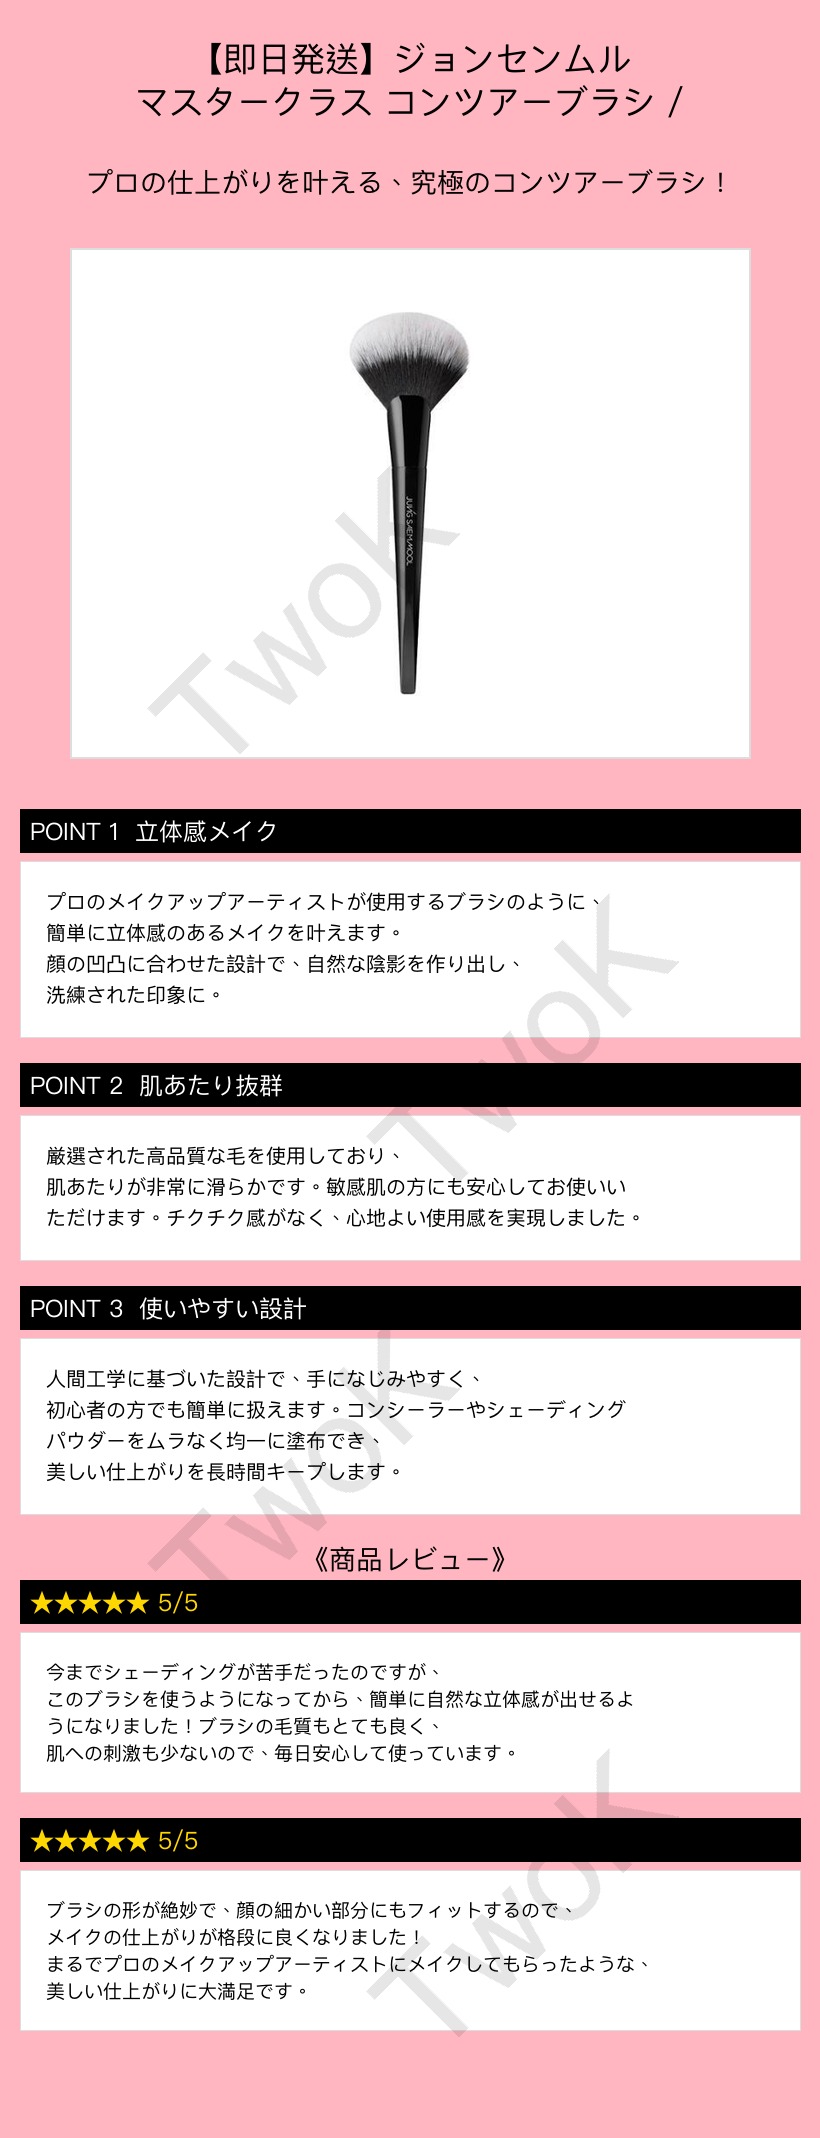 【即日発送】ジョンセンムル
マスタークラス コンツアーブラシ /
プロの仕上がりを叶える、究極のコンツアーブラシ！
JUNG SAEM MOOL
TwoK
POINT 1 立体感メイク
プロのメイクアップアーティストが使用するブラシのように、
簡単に立体感のあるメイクを叶えます。
顔の凹凸に合わせた設計で、自然な陰影を作り出し、
洗練された印象に。
TwoK
POINT 2 肌あたり抜群
厳選された高品質な毛を使用しており、
肌あたりが非常に滑らかです。敏感肌の方にも安心してお使いい
ただけます。チクチク感がなく、心地よい使用感を実現しました。
POINT 3 使いやすい設計
人間工学に基づいた設計で、手になじみやすく、
初心者の方でも簡単に扱えます。コンシーラーやシェーディング
パウダーをムラなく均一に塗布でき、
美しい仕上がりを長時間キープします。
TwoK
《商品レビュー》
★★★★★ 5/5
今までシェーディングが苦手だったのですが、
このブラシを使うようになってから、簡単に自然な立体感が出せるよ
うになりました！ブラシの毛質もとても良く、
肌への刺激も少ないので、毎日安心して使っています。
★★★★★ 5/5
ブラシの形が絶妙で、顔の細かい部分にもフィットするので、
メイクの仕上がりが格段に良くなりました！
まるでプロのメイクアップアーティストにメイクしてもらったような、
美しい仕上がりに大満足です。
TwoK